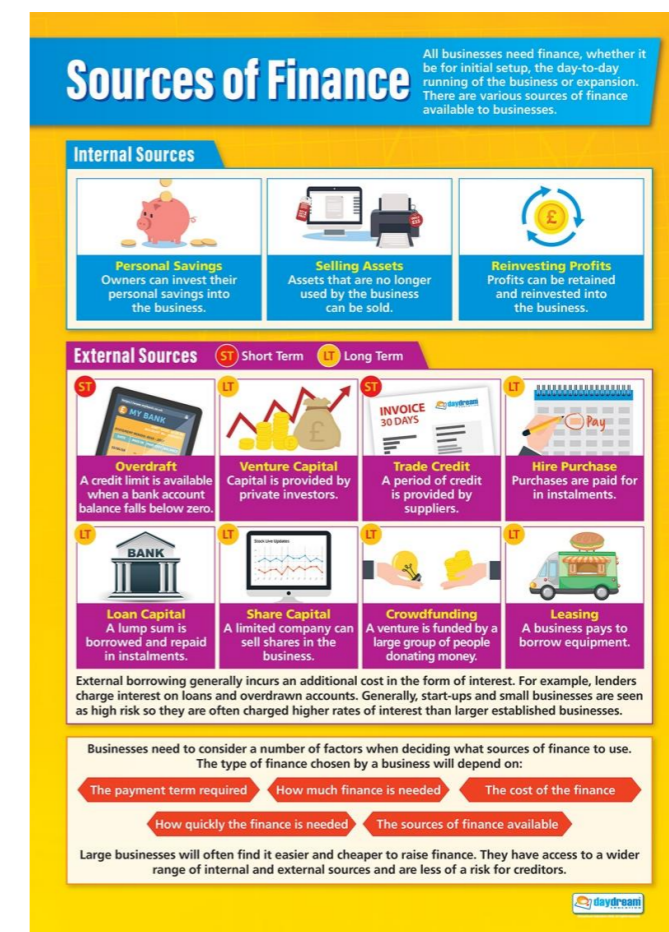 Sources of Finance
All businesses need finance, whether it
be for initial setup, the day-to-day
running of the business or expansion.
There are various sources of finance
available to businesses.
Internal Sources
Personal Savings
Owners can invest their
personal savings into
the business.
Selling Assets
Assets that are no longer
used by the business
can be sold.
Reinvesting Profits
Profits can be retained
and reinvested into
the business.
External Sources
ST Short Term
LT Long Term
ST
MY BANK
Overdraft
A credit limit is available
when a bank account
balance falls below zero.
LT
Venture Capital
Capital is provided by
private investors.
ST
INVOICE
30 DAYS
daydream
Trade Credit
A period of credit
is provided by
suppliers.
LT
Pay
Hire Purchase
Purchases are paid for
in instalments.
LT
BANK
Loan Capital
A lump sum is
borrowed and repaid
in instalments.
LT
Share Capital
A limited company can
sell shares in the
business.
LT
Crowdfunding
A venture is funded by a
large group of people
donating money.
LT
Leasing
A business pays to
borrow equipment.
External borrowing generally incurs an additional cost in the form of interest. For example, lenders
charge interest on loans and overdrawn accounts. Generally, start-ups and small businesses are seen
as high risk so they are often charged higher rates of interest than larger established businesses.
Businesses need to consider a number of factors when deciding what sources of finance to use.
The type of finance chosen by a business will depend on:
The payment term required
How much finance is needed
The cost of the finance
How quickly the finance is needed
The sources of finance available
Large businesses will often find it easier and cheaper to raise finance. They have access to a wider
range of internal and external sources and are less of a risk for creditors.
daydream